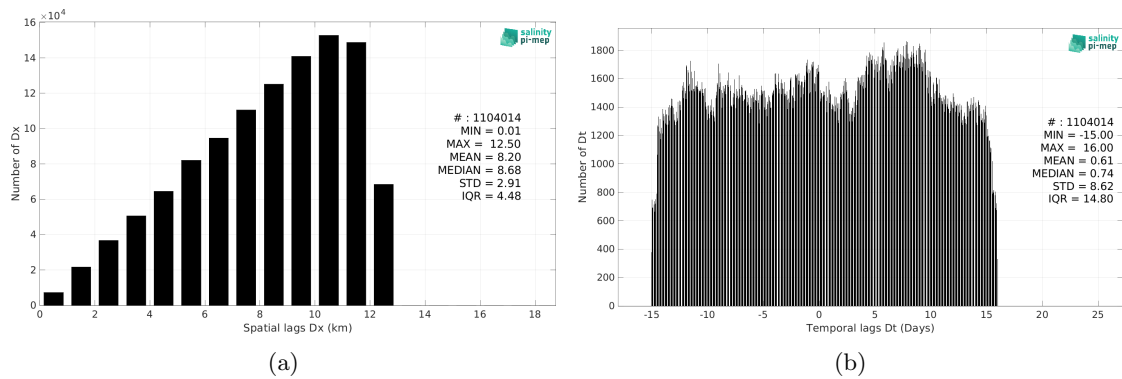 ×10⁴
16
14
12
10
8
6
4
2
0
Number of Dx
salinity
pi-mep
# : 1104014
MIN = 0.01
MAX = 12.50
MEAN = 8.20
MEDIAN = 8.68
STD = 2.91
IQR = 4.48
0 2 4 6 8 10 12 14 16 18
Spatial lags Dx (km)
(a)
1800
1600
1400
1200
1000
800
600
400
200
0
Number of Dt
salinity
pi-mep
# : 1104014
MIN = -15.00
MAX = 16.00
MEAN = 0.61
MEDIAN = 0.74
STD = 8.62
IQR = 14.80
-15 -10 -5 0 5 10 15 20 25
Temporal lags Dt (Days)
(b)